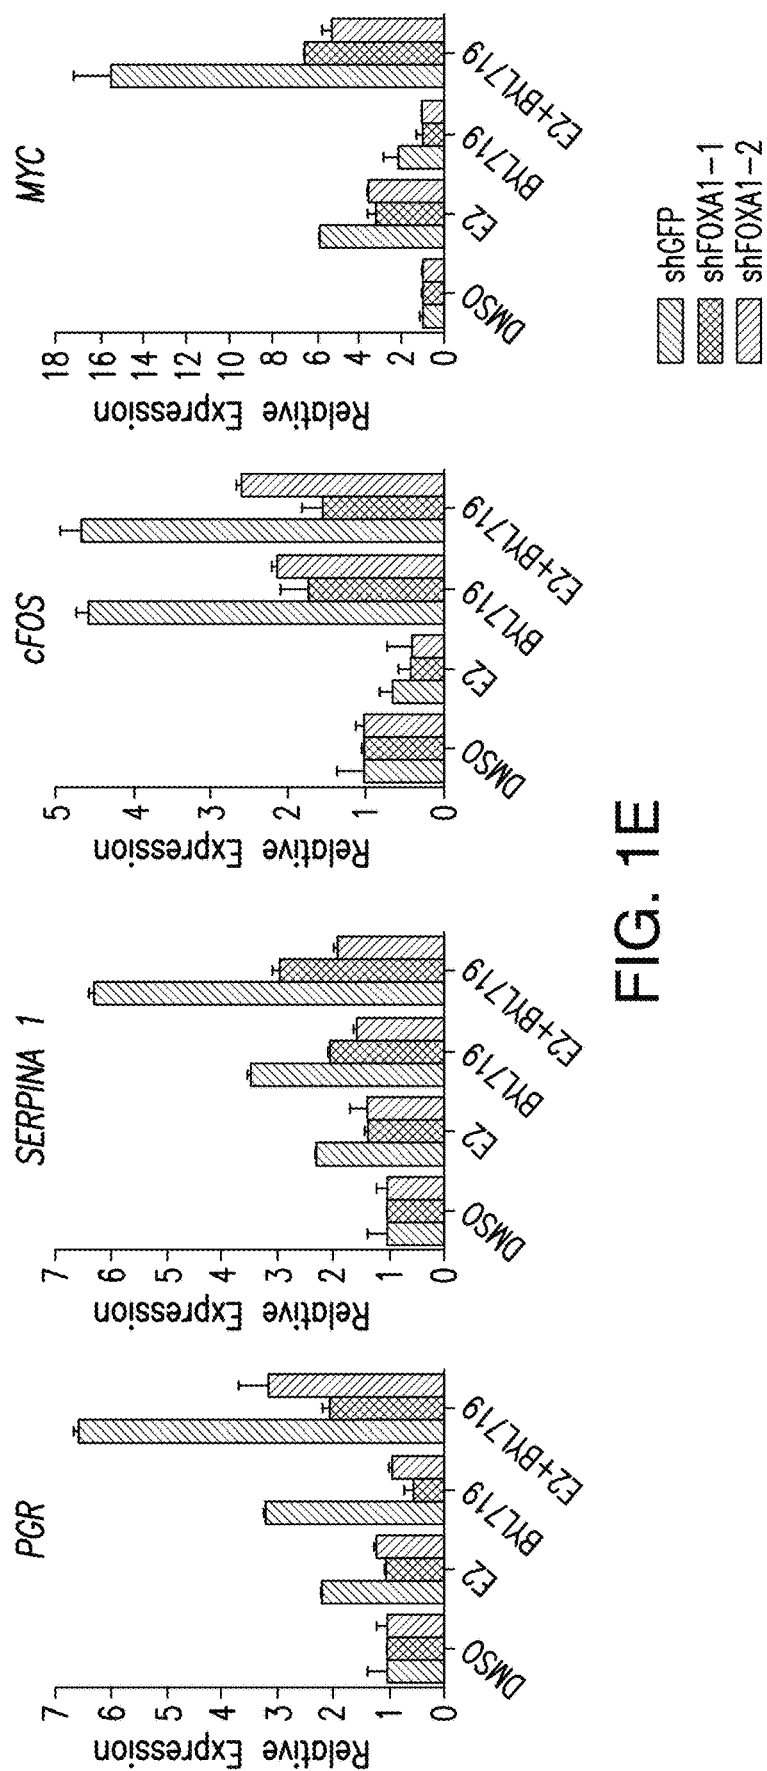 PGR
Relative Expression
7
6
5
4
3
2
1
0
DMSO
E2
BYL719
E2+BYL719
SERPINA 1
Relative Expression
7
6
5
4
3
2
1
0
DMSO
E2
BYL719
E2+BYL719
cFOS
Relative Expression
5
4
3
2
1
0
DMSO
E2
BYL719
E2+BYL719
MYC
Relative Expression
18
16
14
12
10
8
6
4
2
0
DMSO
E2
BYL719
E2+BYL719
shGFP
shFOXA1-1
shFOXA1-2
FIG. 1E